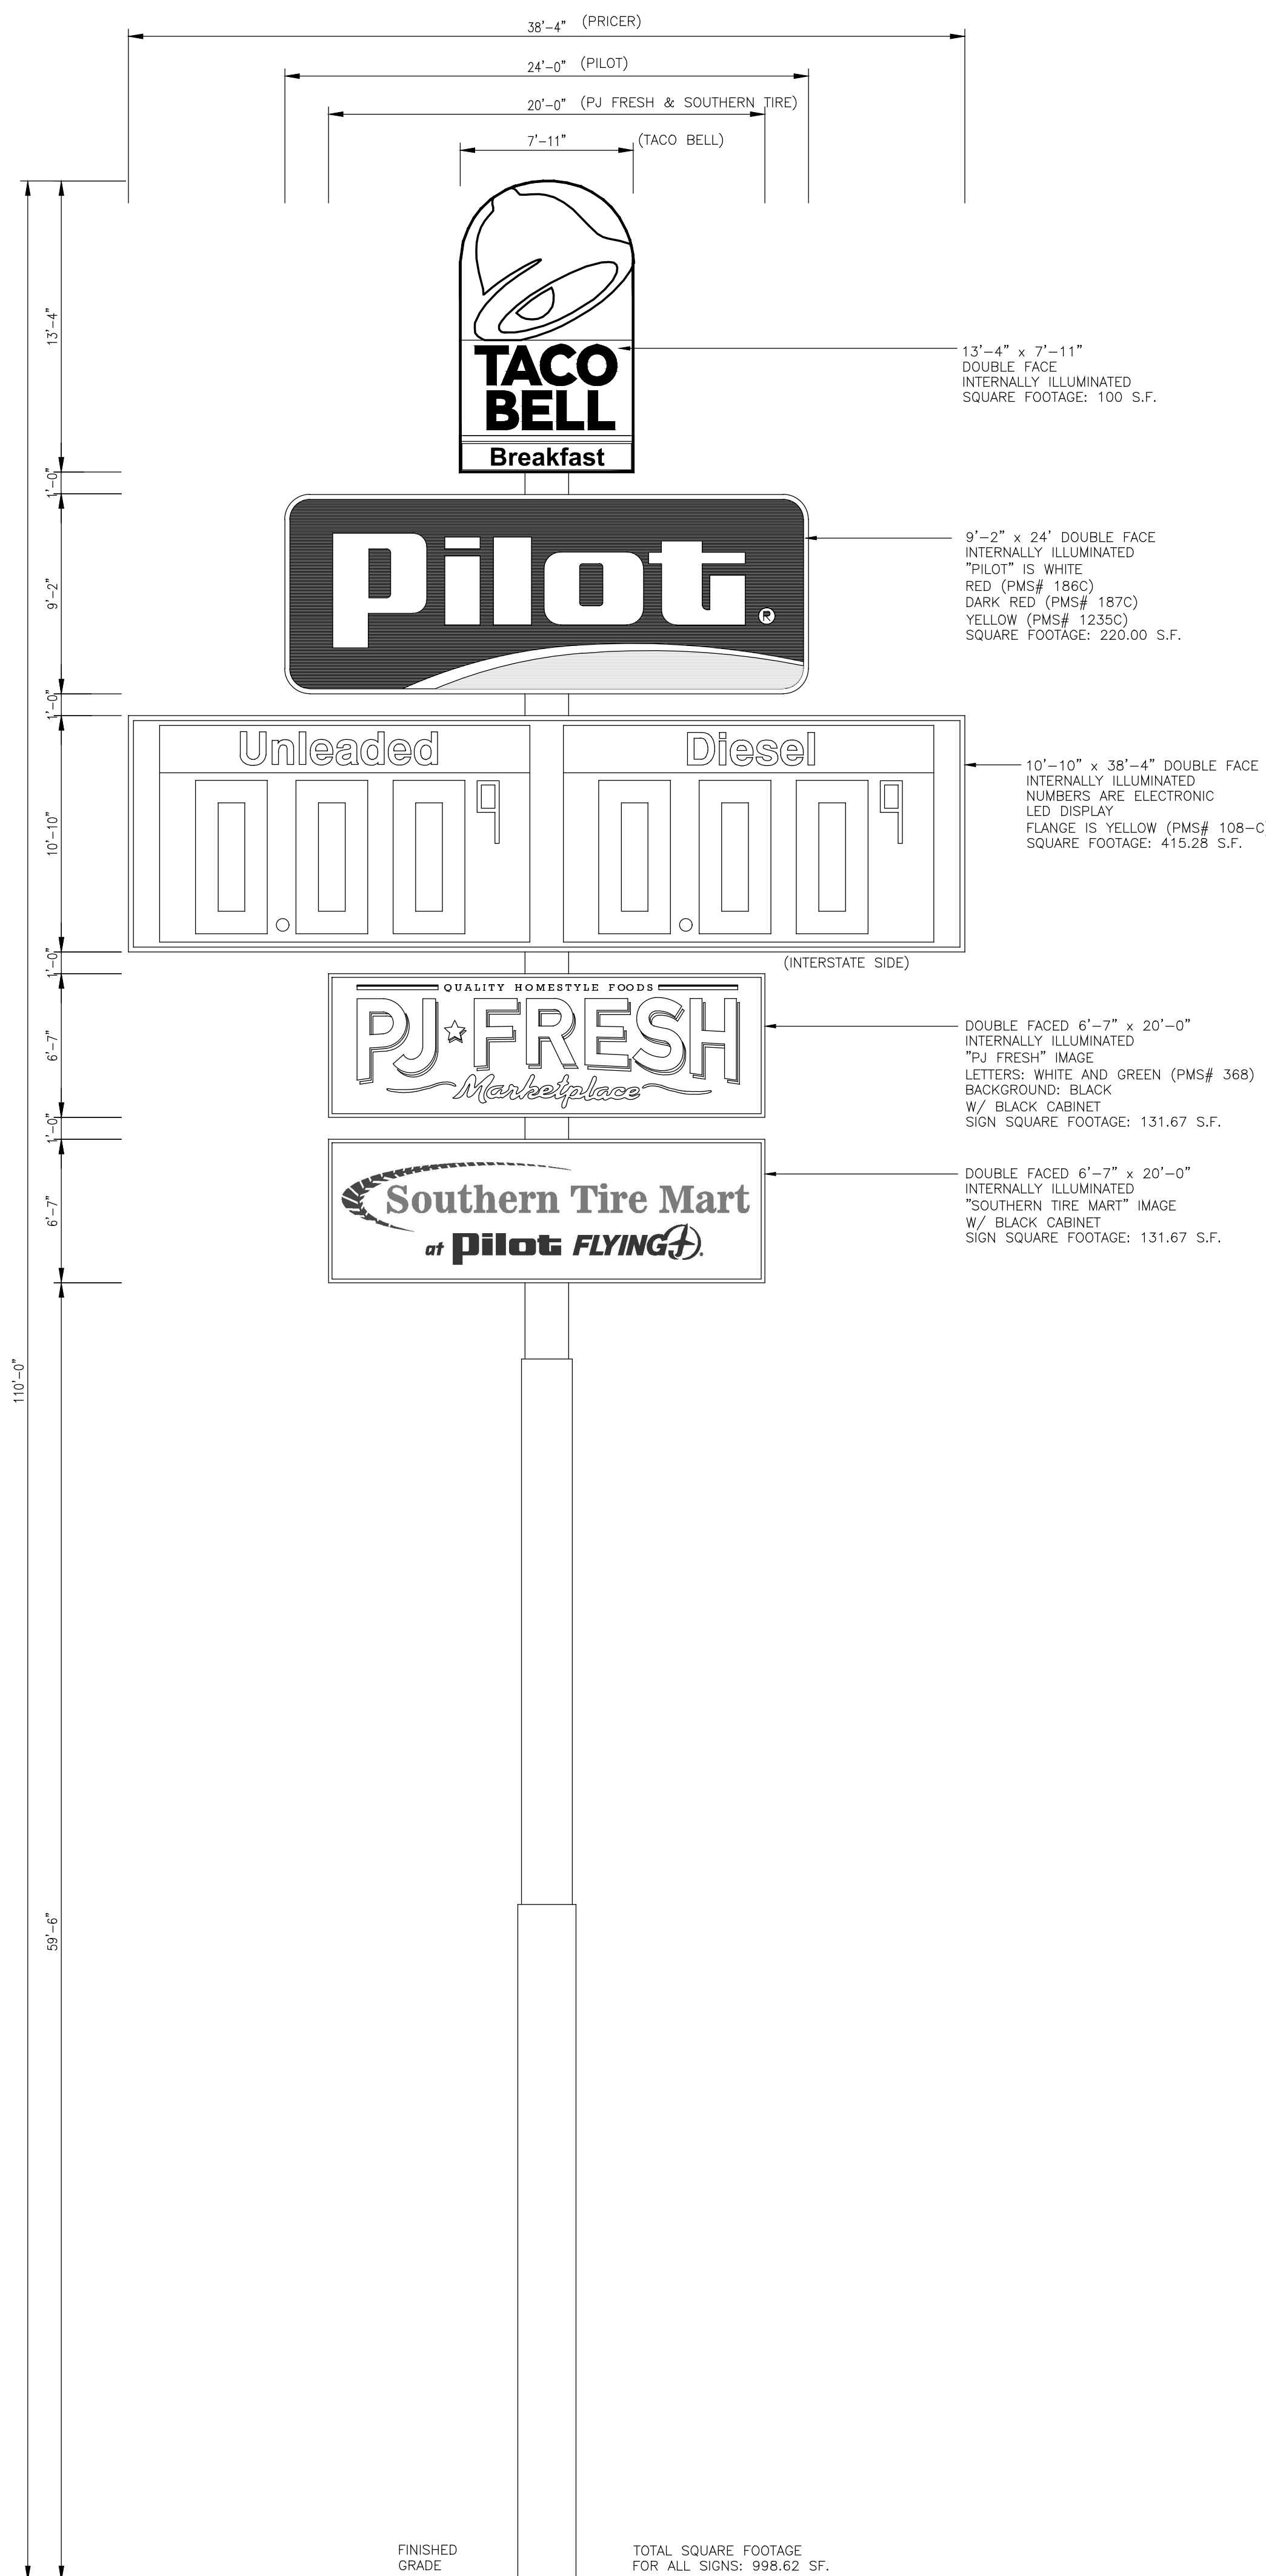 38'-4" (PRICER)
24'-0" (PILOT)
20'-0" (PJ FRESH & SOUTHERN TIRE)
7'-11" (TACO BELL)
13'-4"
TACO
BELL
Breakfast
13'-4" x 7'-11"
DOUBLE FACE
INTERNALLY ILLUMINATED
SQUARE FOOTAGE: 100 S.F.
1'-0"
9'-2"
Pilot
®
9'-2" x 24' DOUBLE FACE
INTERNALLY ILLUMINATED
"PILOT" IS WHITE
RED (PMS# 186C)
DARK RED (PMS# 187C)
YELLOW (PMS# 1235C)
SQUARE FOOTAGE: 220.00 S.F.
1'-0"
10'-10"
Unleaded
0.00 9
Diesel
0.00 9
10'-10" x 38'-4" DOUBLE FACE
INTERNALLY ILLUMINATED
NUMBERS ARE ELECTRONIC
LED DISPLAY
FLANGE IS YELLOW (PMS# 108-C)
SQUARE FOOTAGE: 415.28 S.F.
1'-0"
(INTERSTATE SIDE)
6'-7"
QUALITY HOMESTYLE FOODS
PJ FRESH
Marketplace
DOUBLE FACED 6'-7" x 20'-0"
INTERNALLY ILLUMINATED
"PJ FRESH" IMAGE
LETTERS: WHITE AND GREEN (PMS# 368)
BACKGROUND: BLACK
W/ BLACK CABINET
SIGN SQUARE FOOTAGE: 131.67 S.F.
1'-0"
6'-7"
Southern Tire Mart
at Pilot FLYING J.
DOUBLE FACED 6'-7" x 20'-0"
INTERNALLY ILLUMINATED
"SOUTHERN TIRE MART" IMAGE
W/ BLACK CABINET
SIGN SQUARE FOOTAGE: 131.67 S.F.
110'-0"
59'-6"
FINISHED
GRADE
TOTAL SQUARE FOOTAGE
FOR ALL SIGNS: 998.62 SF.